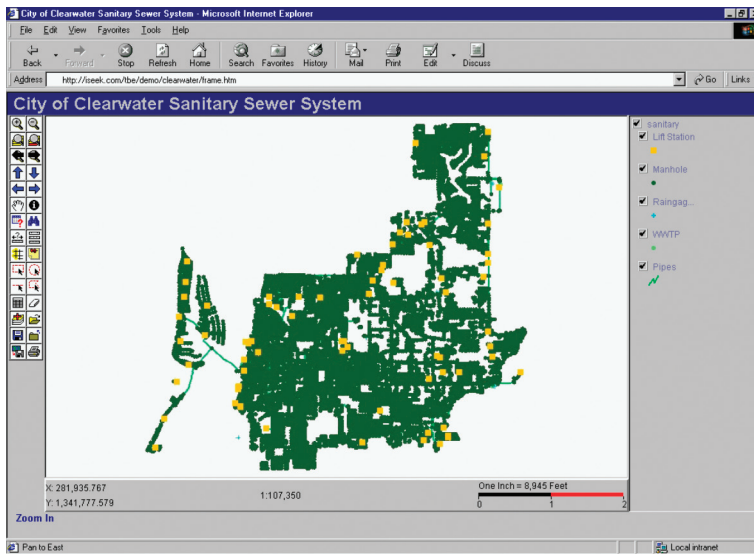 City of Clearwater Sanitary Sewer System - Microsoft Internet Explorer
File Edit View Favorites Tools Help
Back Forward Stop Refresh Home Search Favorites History Mail Print Edit Discuss
Address http://iseek.com/tbe/demo/clearwater/frame.htm Go Links
City of Clearwater Sanitary Sewer System
sanitary
Lift Station
Manhole
Raingag...
WWTP
Pipes
X: 281,935.767
Y: 1,341,777.579
1:107,350
One Inch = 8,945 Feet
0 1 2
Zoom In
Pan to East Local intranet